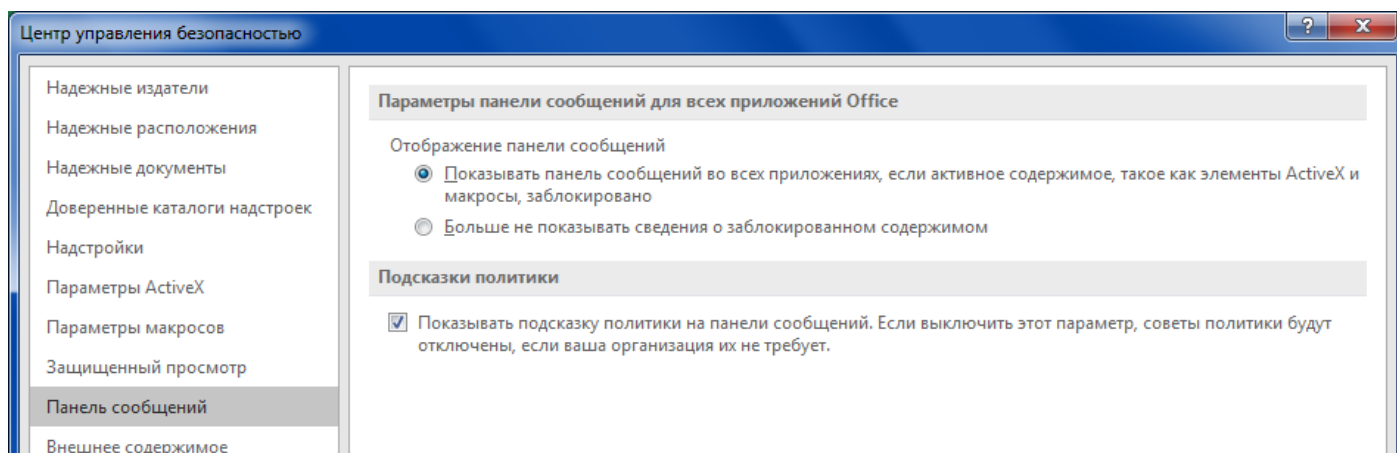 Центр управления безопасностью
?
Надежные издатели
Надежные расположения
Надежные документы
Доверенные каталоги надстроек
Надстройки
Параметры ActiveX
Параметры макросов
Защищенный просмотр
Панель сообщений
Внешнее содержимое
Параметры панели сообщений для всех приложений Office
Отображение панели сообщений
Показывать панель сообщений во всех приложениях, если активное содержимое, такое как элементы ActiveX и
макросы, заблокировано
Больше не показывать сведения о заблокированном содержимом
Подсказки политики
Показывать подсказку политики на панели сообщений. Если выключить этот параметр, советы политики будут
отключены, если ваша организация их не требует.